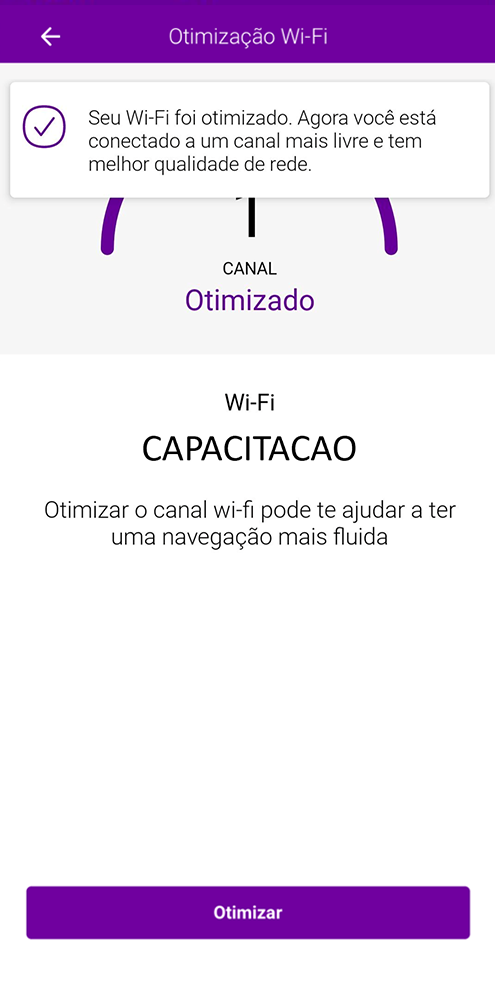 Otimização Wi-Fi
Seu Wi-Fi foi otimizado. Agora você está
conectado a um canal mais livre e tem
melhor qualidade de rede.
1
CANAL
Otimizado
Wi-Fi
CAPACITACAO
Otimizar o canal wi-fi pode te ajudar a ter
uma navegação mais fluida
Otimizar